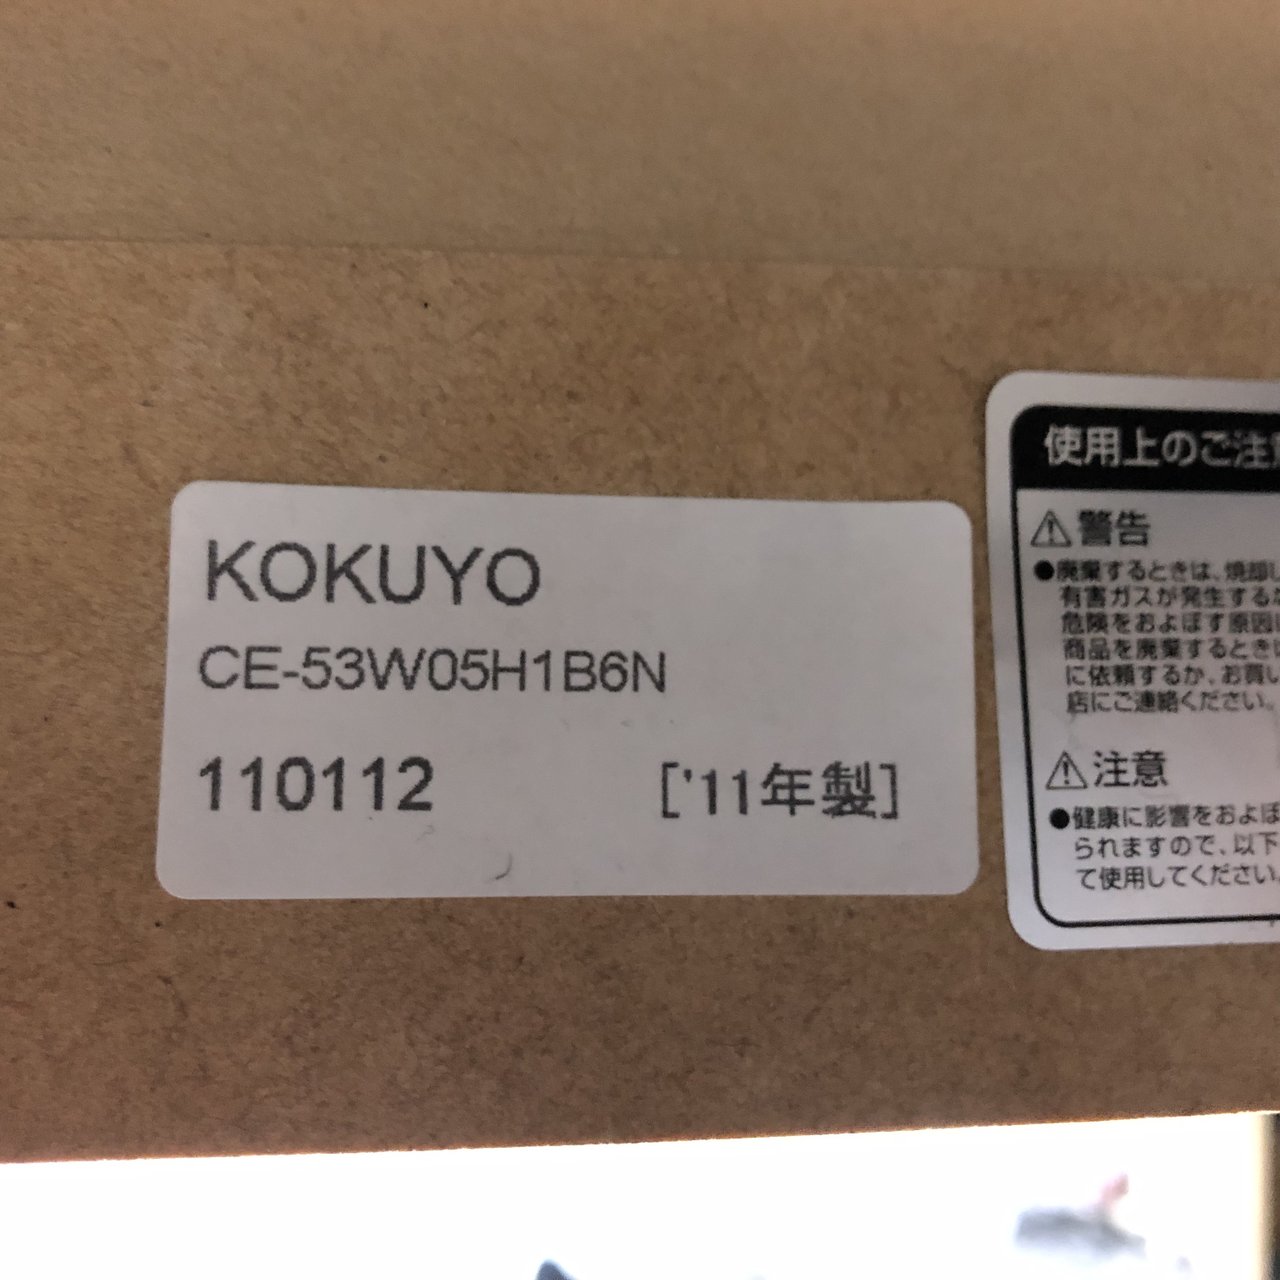 KOKUYO
CE-53W05H1B6N
110112 ['11年製]
使用上のご注
⚠警告
●廃棄するときは、焼却し
有害ガスが発生する
危険をおよぼす原因
商品を廃棄するときは
に依頼するか、お買い
店にご連絡ください。
⚠注意
●健康に影響をおよぼ
られますので、以下
て使用してください。